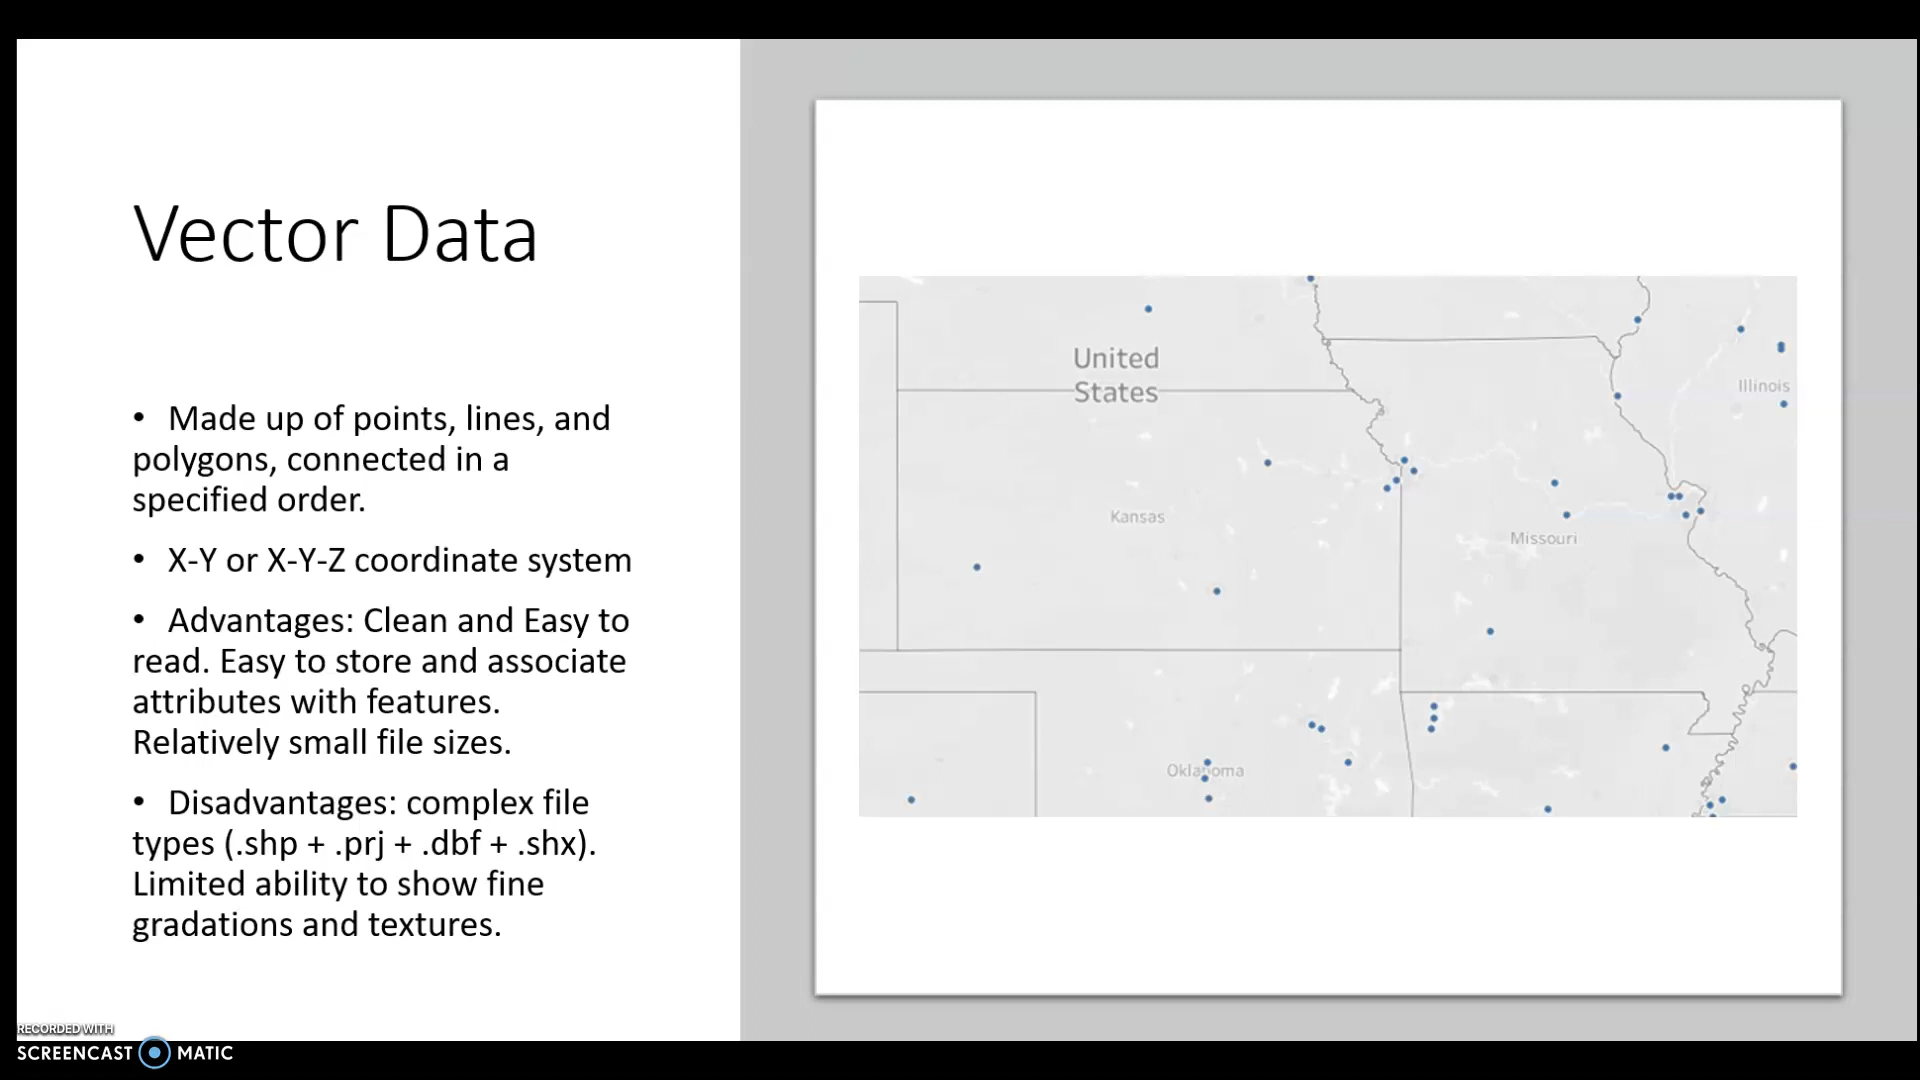 Vector Data
• Made up of points, lines, and
polygons, connected in a
specified order.
• X-Y or X-Y-Z coordinate system
• Advantages: Clean and Easy to
read. Easy to store and associate
attributes with features.
Relatively small file sizes.
• Disadvantages: complex file
types (.shp + .prj + .dbf + .shx).
Limited ability to show fine
gradations and textures.
United
States
Illinois
Kansas
Missouri
Oklahoma
RECORDED WITH
SCREENCAST MATIC